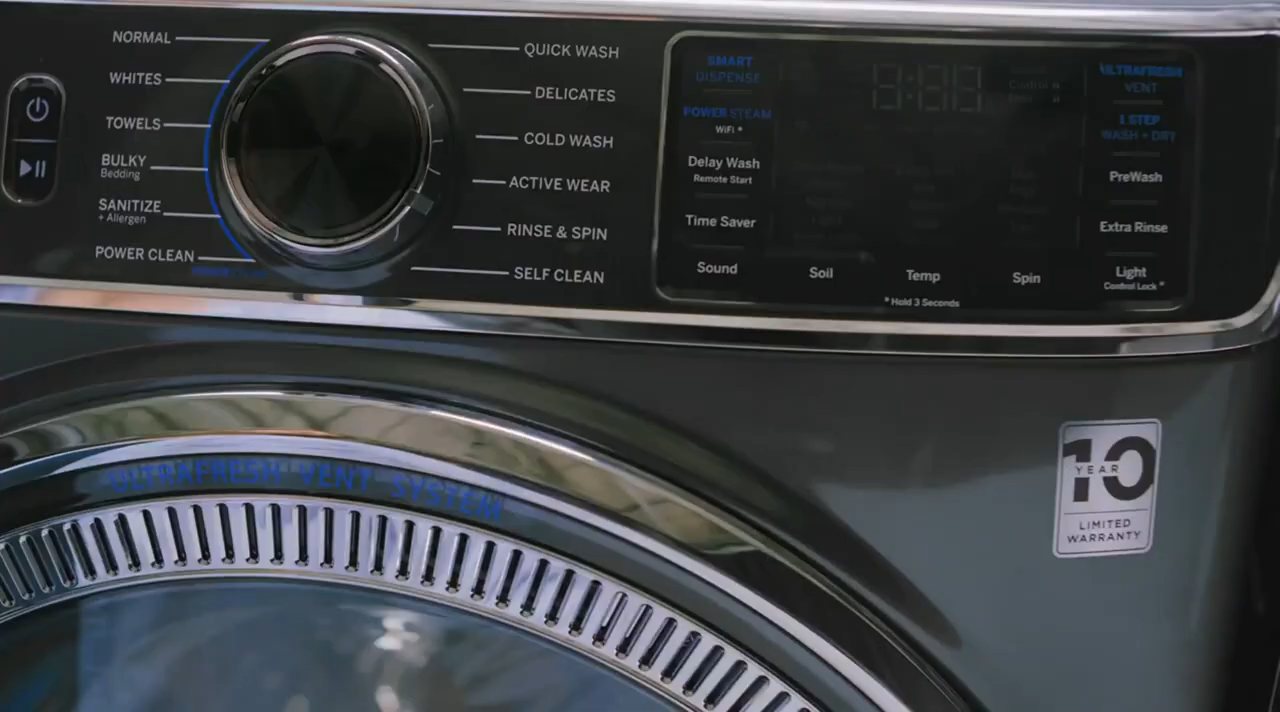 NORMAL
WHITES
TOWELS
BULKY
Bedding
SANITIZE
+ Allergen
POWER CLEAN
QUICK WASH
DELICATES
COLD WASH
ACTIVE WEAR
RINSE & SPIN
SELF CLEAN
SMART
DISPENSE
POWER STEAM
WiFi *
Delay Wash
Remote Start
Time Saver
Sound
Soil
Temp
* Hold 3 Seconds
Spin
ULTRAFRESH
VENT
1 STEP
WASH + DRY
PreWash
Extra Rinse
Light
Control Lock *
ULTRAFRESH VENT SYSTEM
10
YEAR
LIMITED
WARRANTY